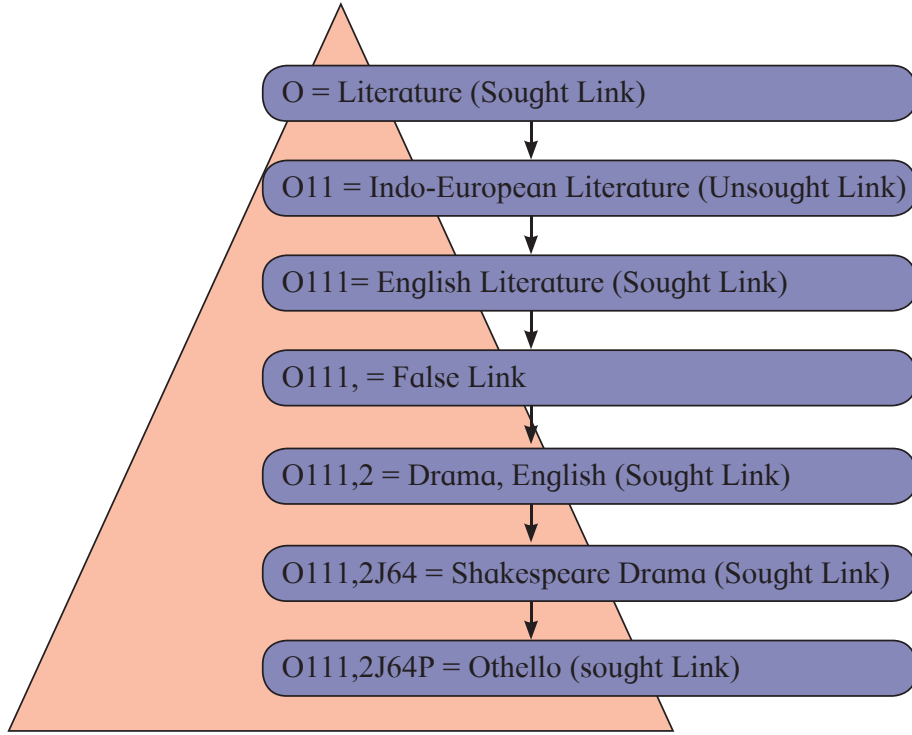 O = Literature (Sought Link)
O11 = Indo-European Literature (Unsought Link)
O111= English Literature (Sought Link)
O111, = False Link
O111,2 = Drama, English (Sought Link)
O111,2J64 = Shakespeare Drama (Sought Link)
O111,2J64P = Othello (sought Link)